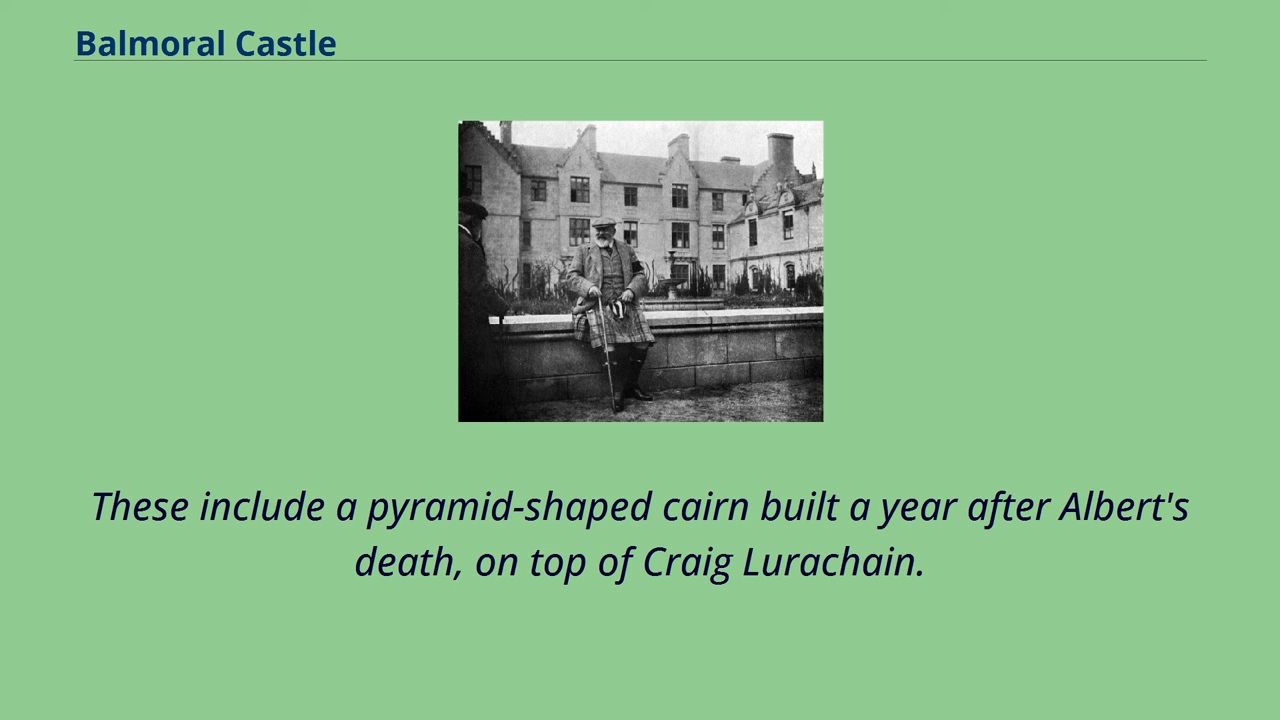 Balmoral Castle
These include a pyramid-shaped cairn built a year after Albert's
death, on top of Craig Lurachain.